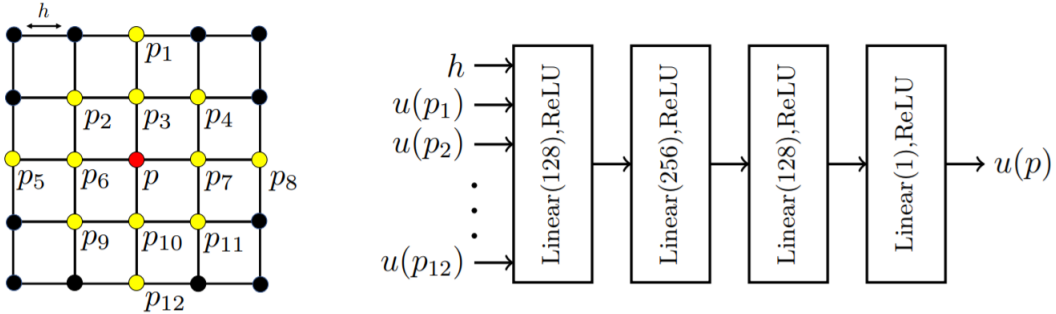 h
p₁
p₂ p₃ p₄
p₅ p₆ p p₇ p₈
p₉ p₁₀ p₁₁
p₁₂
h
u(p₁)
u(p₂)
u(p₁₂)
Linear(128),ReLU
Linear(256),ReLU
Linear(128),ReLU
Linear(1),ReLU
u(p)